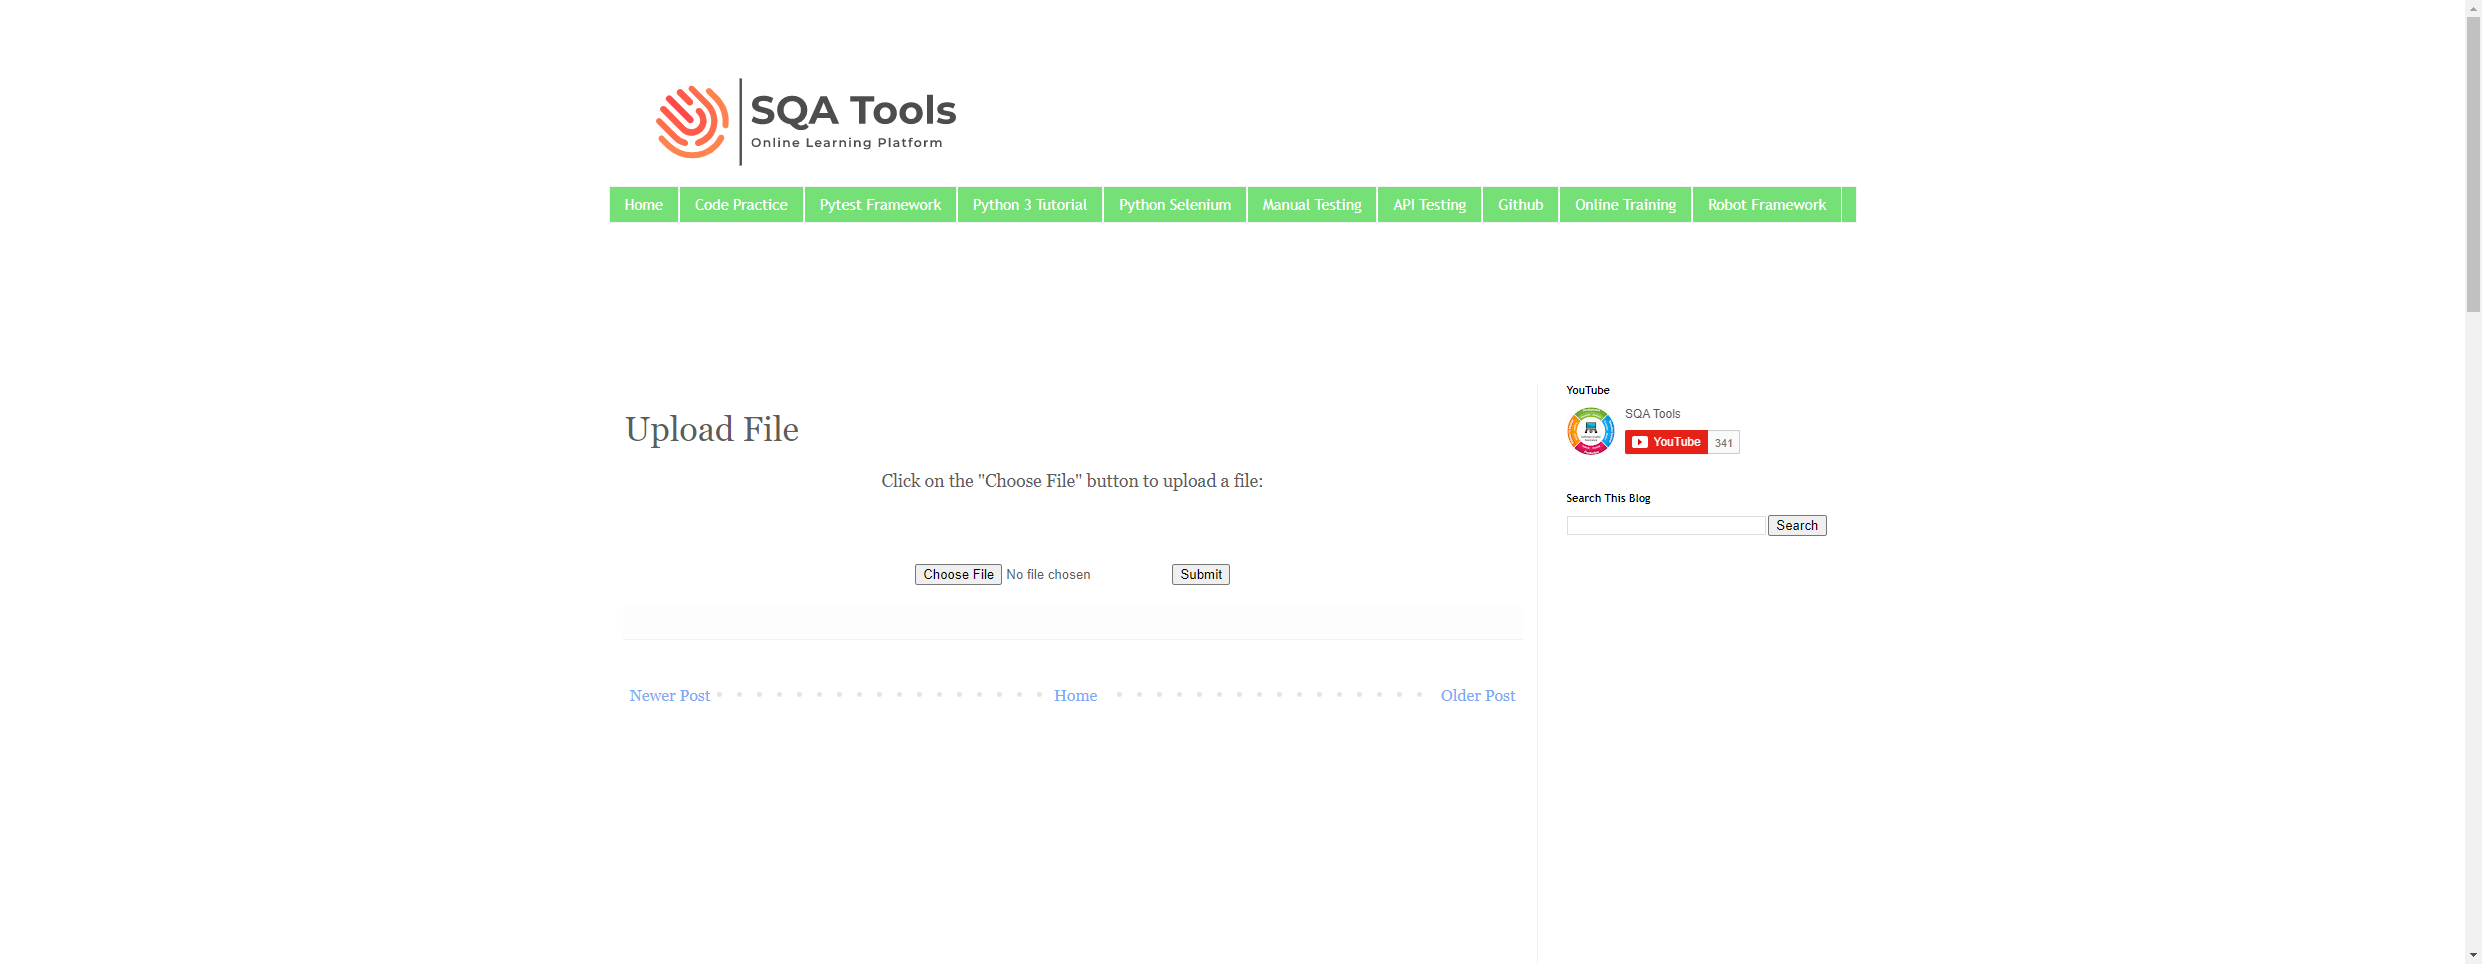 SQA Tools
Online Learning Platform
Home Code Practice Pytest Framework Python 3 Tutorial Python Selenium Manual Testing API Testing Github Online Training Robot Framework
Upload File
Click on the "Choose File" button to upload a file:
Choose File No file chosen Submit
Newer Post Home Older Post
YouTube
SQA Tools
YouTube 341
Search This Blog
Search